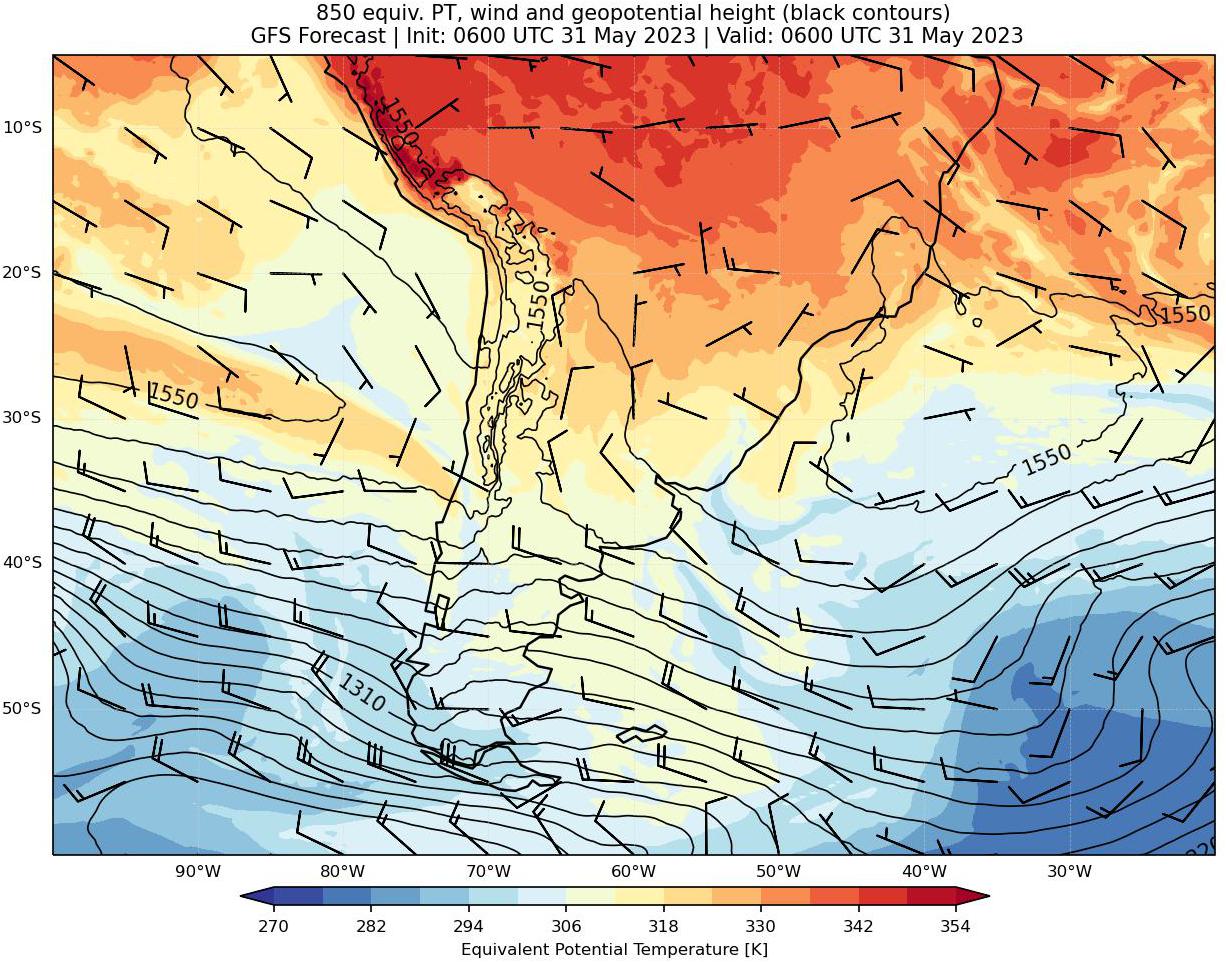 850 equiv. PT, wind and geopotential height (black contours)
GFS Forecast | Init: 0600 UTC 31 May 2023 | Valid: 0600 UTC 31 May 2023
10°S
20°S
30°S
40°S
50°S
1550
1550
1550
1550
1550
1310
90°W
80°W
70°W
60°W
50°W
40°W
30°W
270
282
294
306
318
330
342
354
Equivalent Potential Temperature [K]